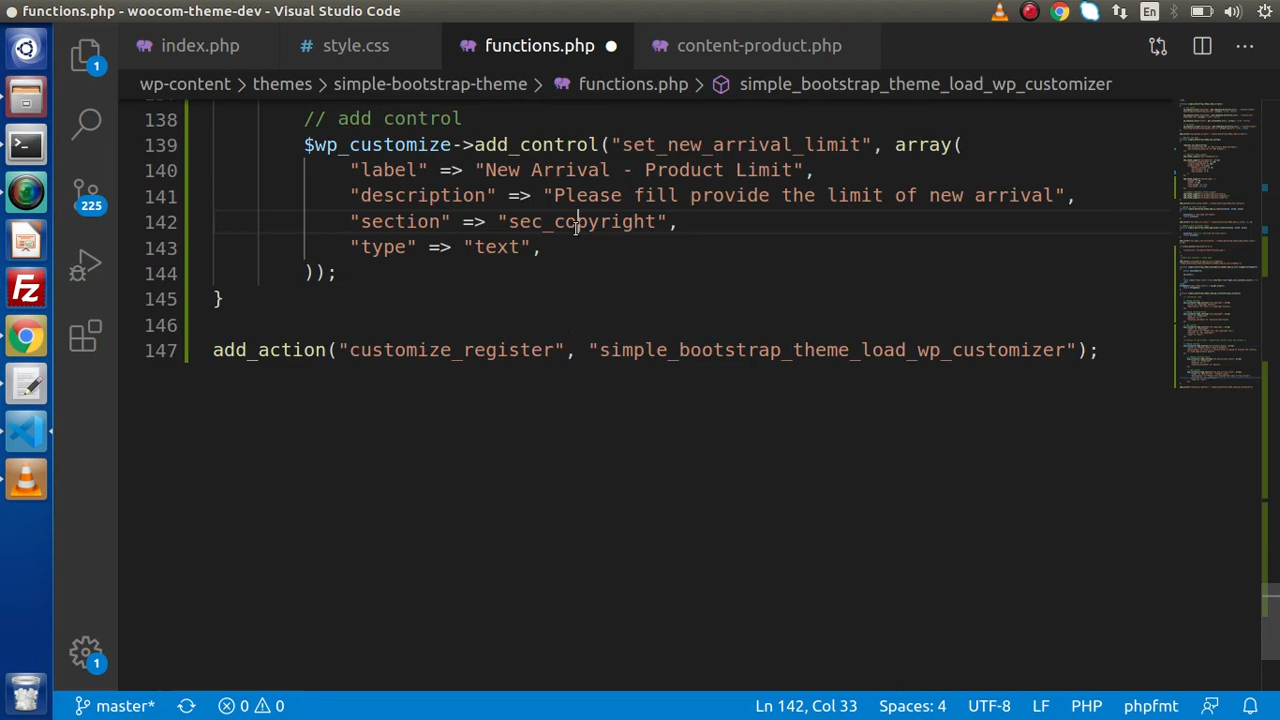 functions.php - woocom-theme-dev - Visual Studio Code
En
index.php
style.css
functions.php
content-product.php
wp-content > themes > simple-bootstrap-theme > functions.php > simple_bootstrap_theme_load_wp_customizer
138 // add control
139 $wp_customize->add_control("set_new_arrival_limit", array(
140 "label" => "New Arrival - Product Limit",
141 "description" => "Please fill provide the limit of new arrival",
142 "section" => "sec_copyright",
143 "type" => "text",
144 ));
145 }
146
147 add_action("customize_register", "simple_bootstrap_theme_load_wp_customizer");
1
225
1
master*
0 0
Ln 142, Col 33
Spaces: 4
UTF-8
LF
PHP
phpfmt